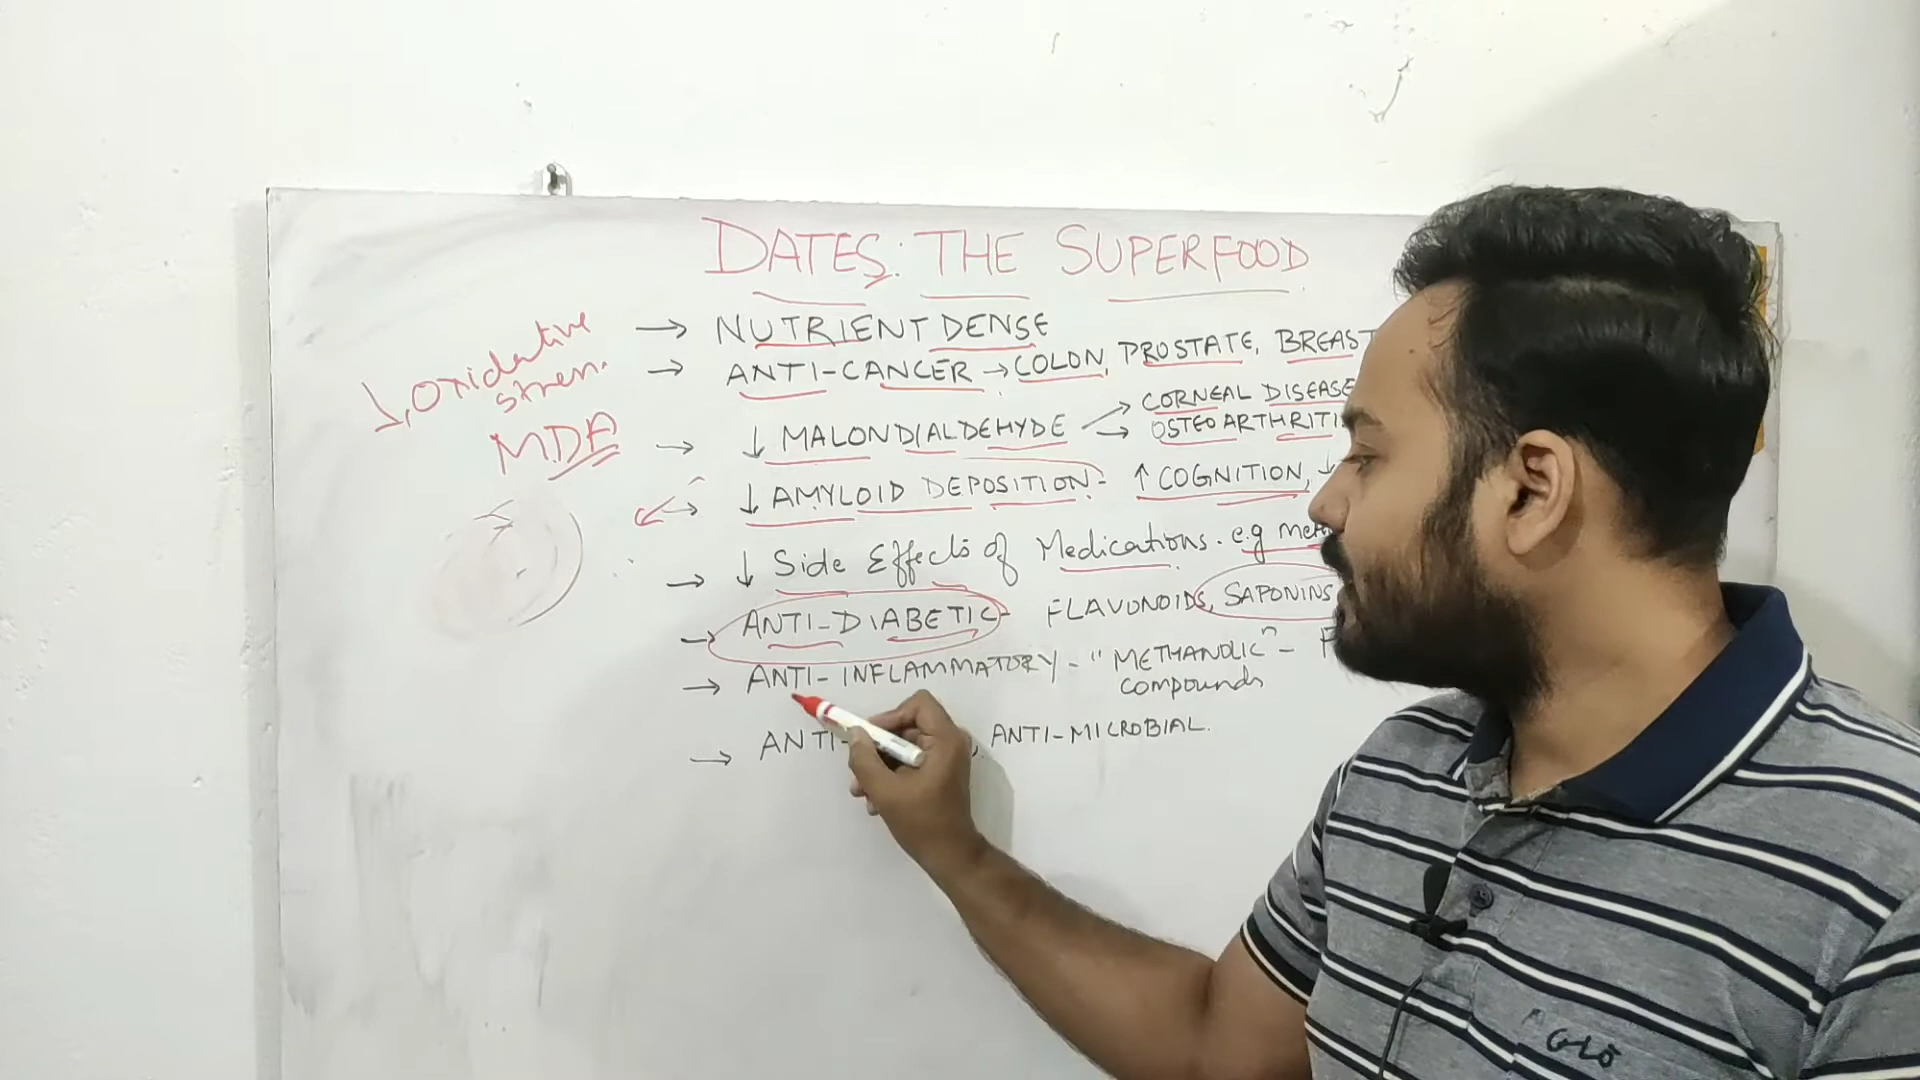 DATES: THE SUPERFOOD
→ NUTRIENT DENSE
→ ANTI-CANCER → COLON, PROSTATE, BREAST
↓ Oxidative
stress.
MDA
→ ↓ MALONDIALDEHYDE → CORNEAL DISEASE
→ OSTEOARTHRITI
→ ↓ AMYLOID DEPOSITION - ↑ COGNITION, ↓
→ ↓ Side Effects of Medications. e.g
→ ANTI-DIABETIC - FLAVONOIDS, SAPONINS
→ ANTI-INFLAMMATORY - "METHANOLIC" -
compounds
→ ANTI- , ANTI-MICROBIAL.